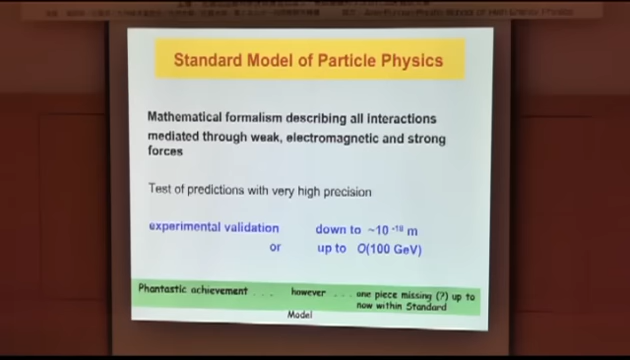 Standard Model of Particle Physics
Mathematical formalism describing all interactions
mediated through weak, electromagnetic and strong
forces
Test of predictions with very high precision
experimental validation down to ~10 -18 m
or up to O(100 GeV)
Phantastic achievement . . . however . . . one piece missing (?) up to
now within Standard
Model